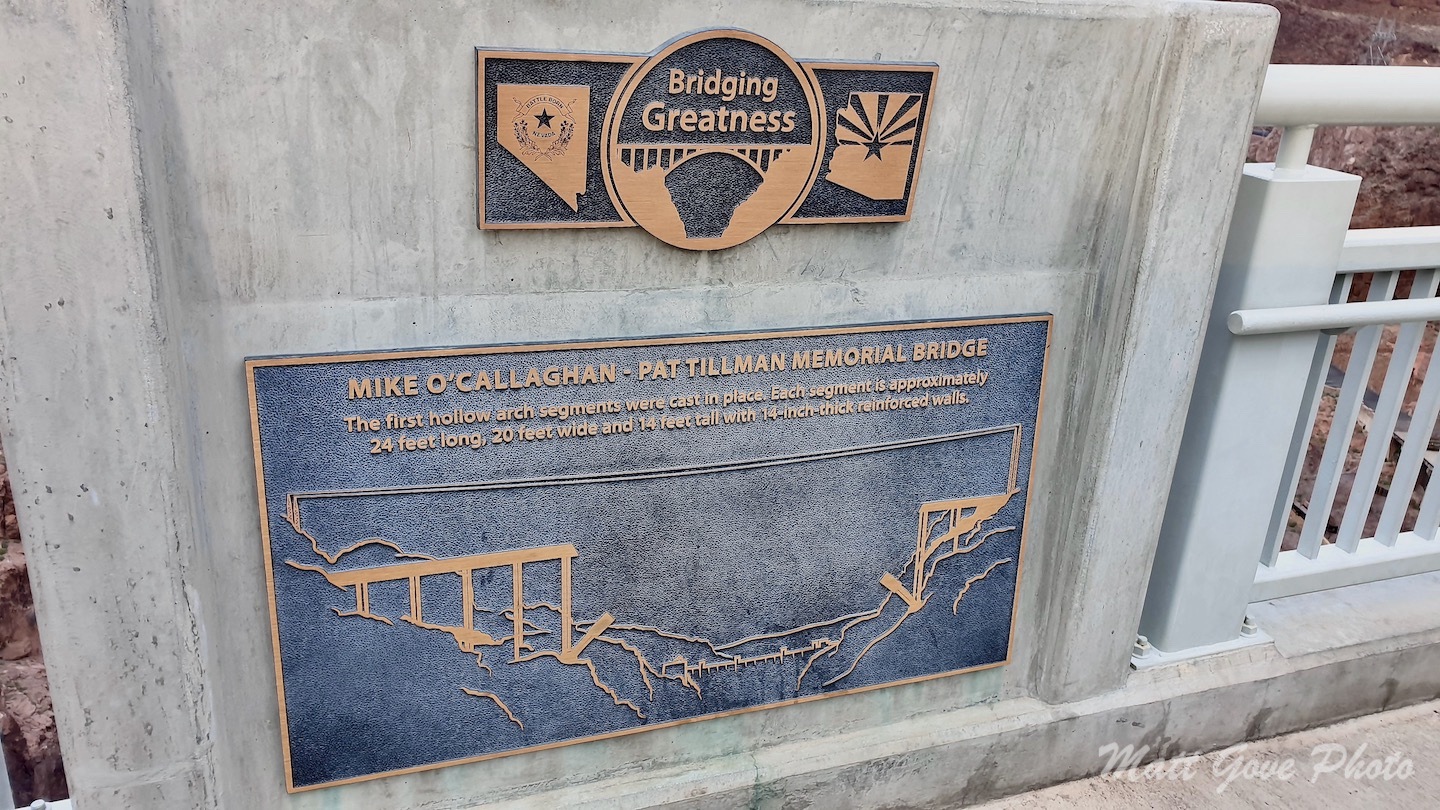 Bridging
Greatness
BATTLE BORN
NEVADA
MIKE O'CALLAGHAN - PAT TILLMAN MEMORIAL BRIDGE
The first hollow arch segments were cast in place. Each segment is approximately
24 feet long, 20 feet wide and 14 feet tall with 14-inch-thick reinforced walls.
Matt Gove Photo